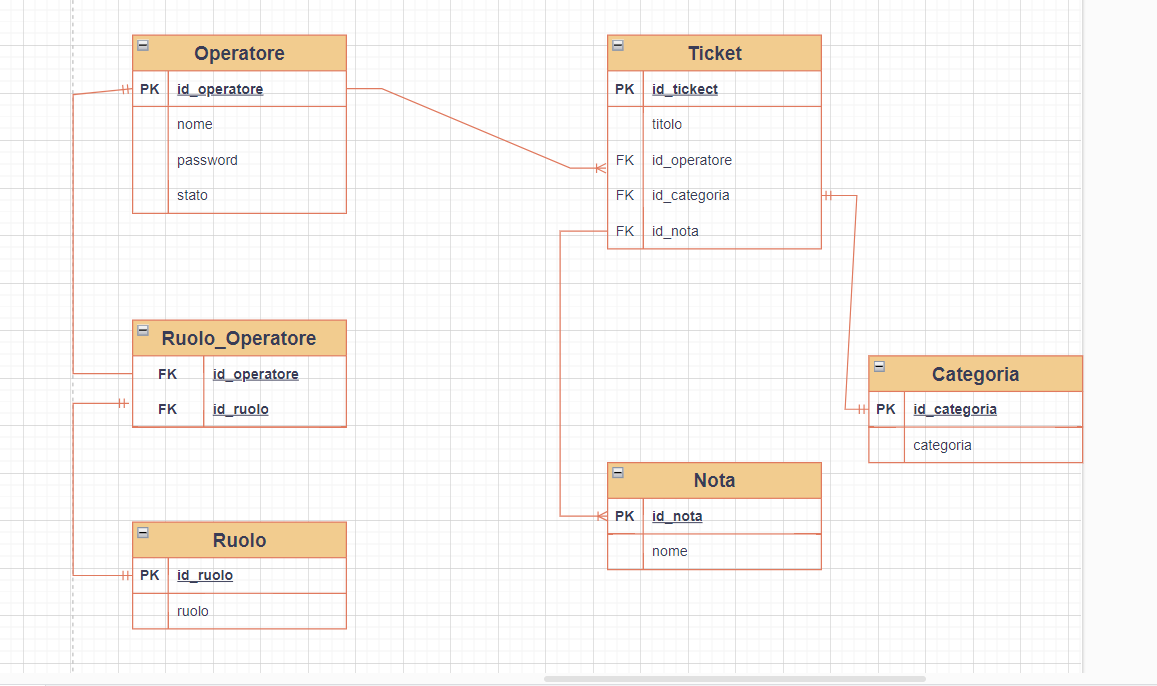 Operatore
PK id_operatore
nome
password
stato
Ticket
PK id_tickect
titolo
FK id_operatore
FK id_categoria
FK id_nota
Ruolo_Operatore
FK id_operatore
FK id_ruolo
Categoria
PK id_categoria
categoria
Nota
PK id_nota
nome
Ruolo
PK id_ruolo
ruolo